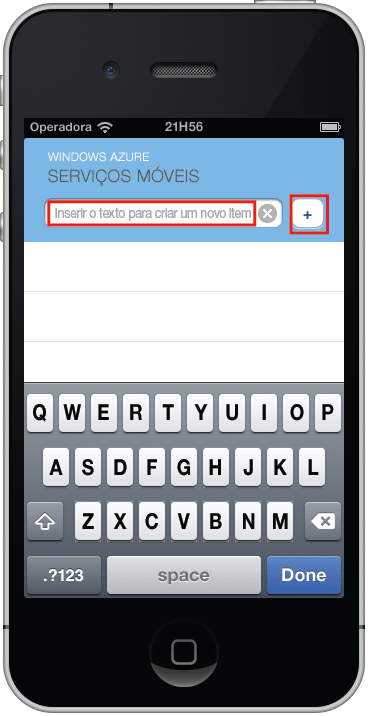 Operadora 21H56
WINDOWS AZURE
SERVIÇOS MÓVEIS
Inserir o texto para criar um novo item +
Q W E R T Y U I O P
A S D F G H J K L
Z X C V B N M
.?123 space Done